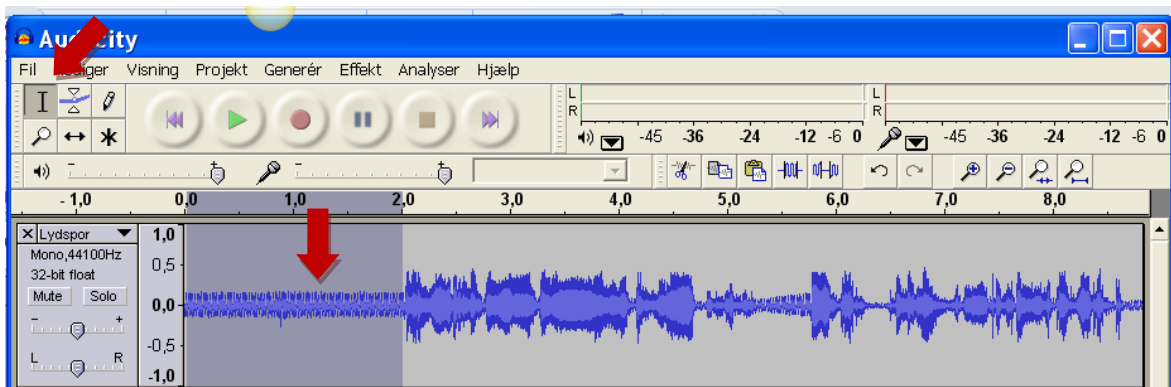 Audacity
Fil Rediger Visning Projekt Generér Effekt Analyser Hjælp
L
R
-45 -36 -24 -12 -6 0
L
R
-45 -36 -24 -12 -6 0
- +
- +
- 1,0 0,0 1,0 2,0 3,0 4,0 5,0 6,0 7,0 8,0
X Lydspor
Mono,44100Hz
32-bit float
Mute Solo
- +
L R
1,0
0,5
0,0
-0,5
-1,0